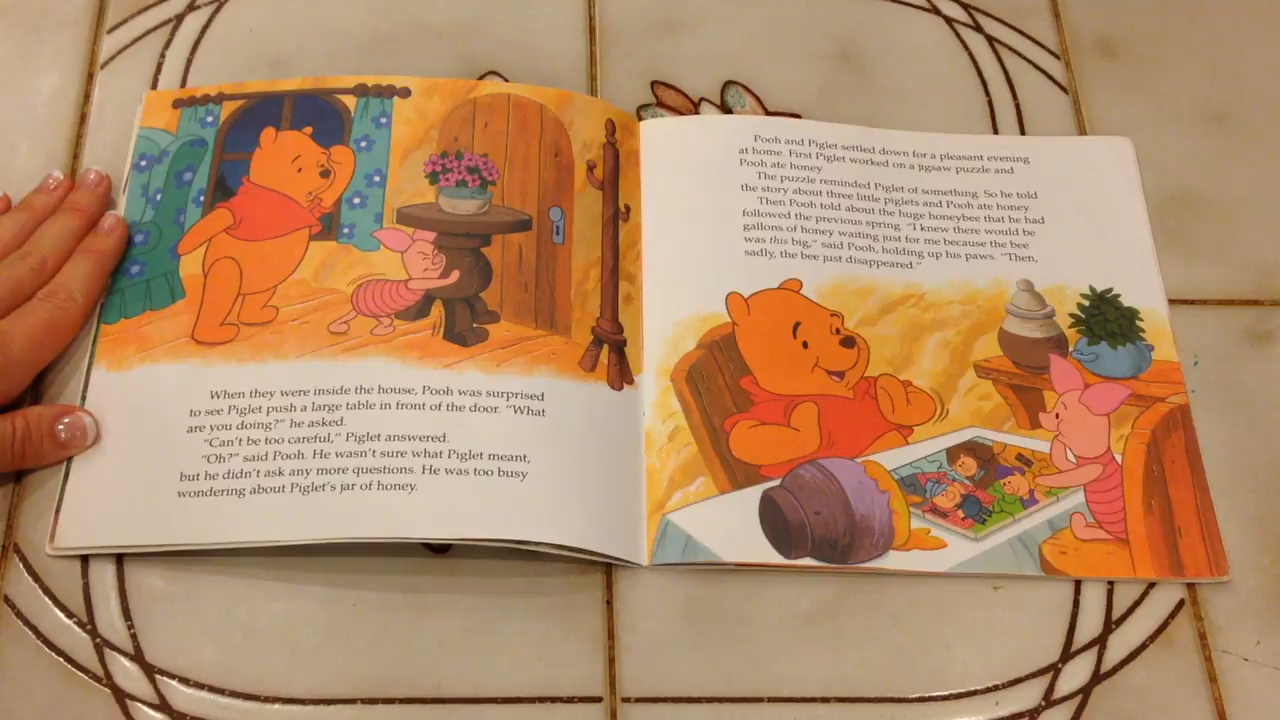 When they were inside the house, Pooh was surprised
to see Piglet push a large table in front of the door. "What
are you doing?" he asked.
"Can't be too careful," Piglet answered.
"Oh?" said Pooh. He wasn't sure what Piglet meant,
but he didn't ask any more questions. He was too busy
wondering about Piglet's jar of honey.
Pooh and Piglet settled down for a pleasant evening
at home. First Piglet worked on a jigsaw puzzle and
Pooh ate honey.
The puzzle reminded Piglet of something. So he told
the story about three little piglets and Pooh ate honey.
Then Pooh told about the huge honeybee that he had
followed the previous spring. "I knew there would be
gallons of honey waiting just for me because the bee
was this big," said Pooh, holding up his paws. "Then,
sadly, the bee just disappeared."